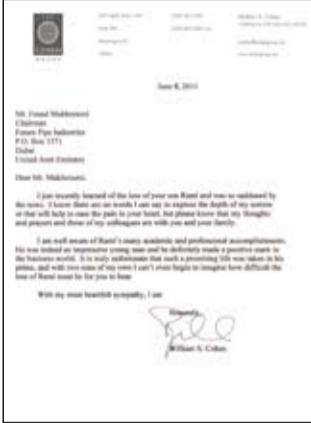 THE
COHEN
GROUP
William S. Cohen
June 8, 2011
Mr. Fouad Makhzoumi
Chairman
Future Pipe Industries
P.O. Box 1371
Dubai
United Arab Emirates
Dear Mr. Makhzoumi,
I just recently learned of the loss of your son Rami and was so saddened by
the news. I know there are no words I can say to express the depth of my sorrow
or that will help to ease the pain in your heart, but please know that my thoughts
and prayers and those of my colleagues are with you and your family.
I am well aware of Rami's many academic and professional accomplishments.
He was indeed an impressive young man and he definitely made a positive mark in
the business world. It is truly unfortunate that such a promising life was taken in his
prime, and with two sons of my own I can't even begin to imagine how difficult the
loss of Rami must be for you to bear.
With my most heartfelt sympathy, I am
Sincerely,
William S. Cohen